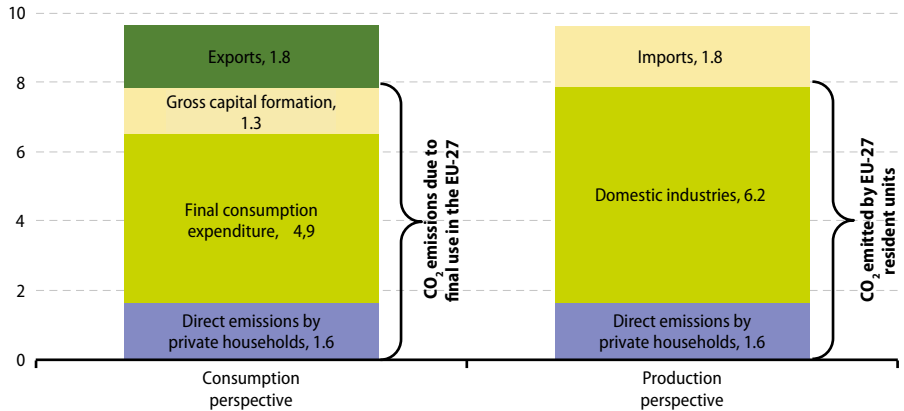 10
8
6
4
2
0
Exports, 1.8
Gross capital formation,
1.3
Final consumption
expenditure, 4,9
Direct emissions by
private households, 1.6
CO2 emissions due to
final use in the EU-27
Imports, 1.8
Domestic industries, 6.2
Direct emissions by
private households, 1.6
CO2 emitted by EU-27
resident units
Consumption
perspective
Production
perspective